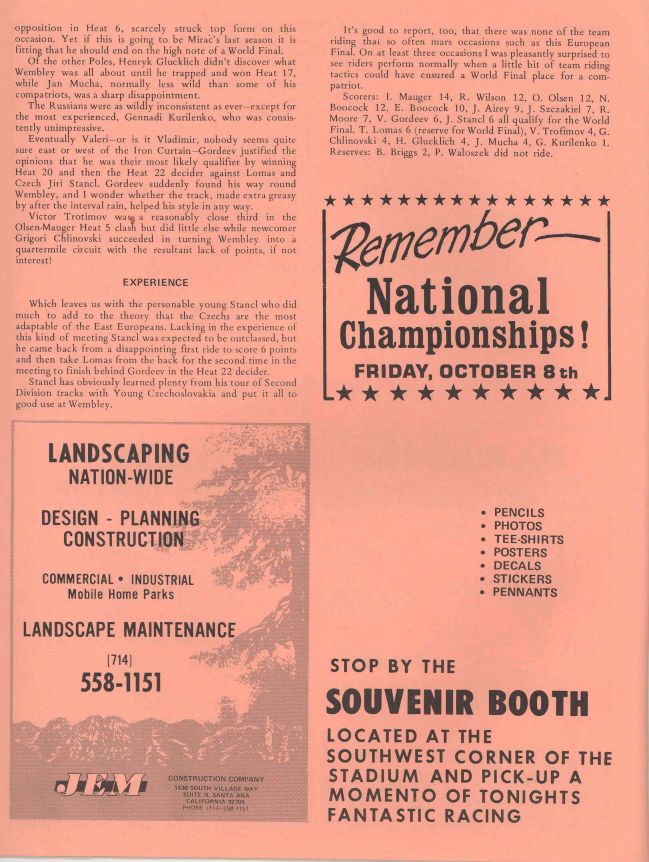 opposition in Heat 6, scarcely struck top form on this
occasion. Yet if this is going to be Mirac's last season it is
fitting that he should end on the high note of a World Final.
Of the other Poles, Henryk Glucklich didn't discover what
Wembley was all about until he trapped and won Heat 17,
while Jan Mucha, normally less wild than some of his
compatriots, was a sharp disappointment.
The Russians were as wildly inconsistent as ever—except for
the most experienced, Gennadi Kurilenko, who was consis-
tently unimpressive.
Eventually Valeri—or is it Vladimir, nobody seems quite
sure east or west of the Iron Curtain—Gordeev justified the
opinions that he was their most likely qualifier by winning
Heat 20 and then the Heat 22 decider against Lomas and
Czech Jiri Stancl. Gordeev suddenly found his way round
Wembley, and I wonder whether the track, made extra greasy
by after the interval rain, helped his style in any way.
Victor Trotimov was a reasonably close third in the
Olsen-Mauger Heat 5 clash but did little else while newcomer
Grigori Chlinovski succeeded in turning Wembley into a
quartermile circuit with the resultant lack of points, if not
interest!
EXPERIENCE
Which leaves us with the personable young Stancl who did
much to add to the theory that the Czechs are the most
adaptable of the East Europeans. Lacking in the experience of
this kind of meeting Stancl was expected to be outclassed, but
he came back from a disappointing first ride to score 6 points
and then take Lomas from the back for the second time in the
meeting to finish behind Gordeev in the Heat 22 decider.
Stancl has obviously learned plenty from his tour of Second
Division tracks with Young Czechoslovakia and put it all to
good use at Wembley.
It's good to report, too, that there was none of the team
riding thai so often mars occasions such as this European
Final. On at least three occasions I was pleasantly surprised to
see riders perform normally when a little bit of team riding
tactics could have ensured a World Final place for a com-
patriot.
Scorers: I. Mauger 14, R. Wilson 12, O. Olsen 12, N.
Boocock 12, E. Boocock 10, J. Airey 9, J. Szczakiel 7, R.
Moore 7, V. Gordeev 6, J. Stancl 6 all qualify for the World
Final. T. Lomas 6 (reserve for World Final), V. Trofimov 4, G.
Chlinovski 4, H. Glucklich 4, J. Mucha 4, G. Kurilenko 1.
Reserves: B. Briggs 2, P. Waloszek did not ride.
Remember—
National
Championships!
FRIDAY, OCTOBER 8th
LANDSCAPING
NATION-WIDE
DESIGN - PLANNING
CONSTRUCTION
COMMERCIAL • INDUSTRIAL
Mobile Home Parks
LANDSCAPE MAINTENANCE
(714)
558-1151
JEM
CONSTRUCTION COMPANY
1430 SOUTH VILLAGE WAY
SUITE N, SANTA ANA
CALIFORNIA 92705
PHONE (714) 558-1151
• PENCILS
• PHOTOS
• TEE-SHIRTS
• POSTERS
• DECALS
• STICKERS
• PENNANTS
STOP BY THE
SOUVENIR BOOTH
LOCATED AT THE
SOUTHWEST CORNER OF THE
STADIUM AND PICK-UP A
MOMENTO OF TONIGHTS
FANTASTIC RACING